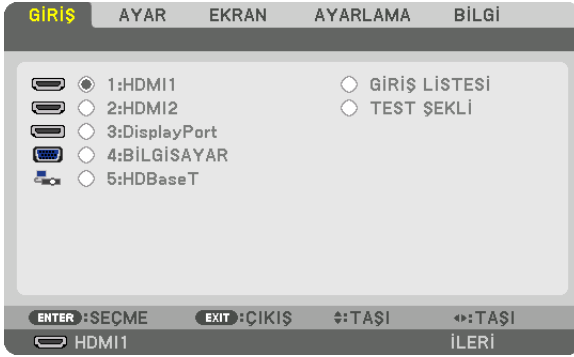 GİRİŞ AYAR EKRAN AYARLAMA BİLGİ
1:HDMI1 GİRİŞ LİSTESİ
2:HDMI2 TEST ŞEKLİ
3:DisplayPort
4:BİLGİSAYAR
5:HDBaseT
ENTER:SEÇME EXIT:ÇIKIŞ :TAŞI :TAŞI
HDMI1 İLERİ